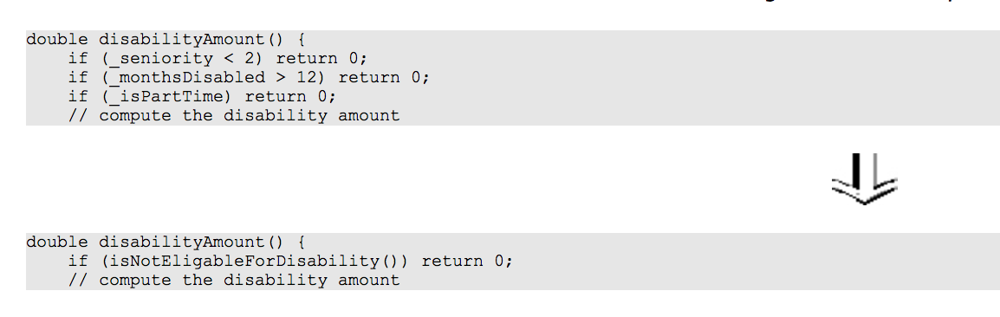 double disabilityAmount() {
    if (_seniority < 2) return 0;
    if (_monthsDisabled > 12) return 0;
    if (_isPartTime) return 0;
    // compute the disability amount
double disabilityAmount() {
    if (isNotEligableForDisability()) return 0;
    // compute the disability amount